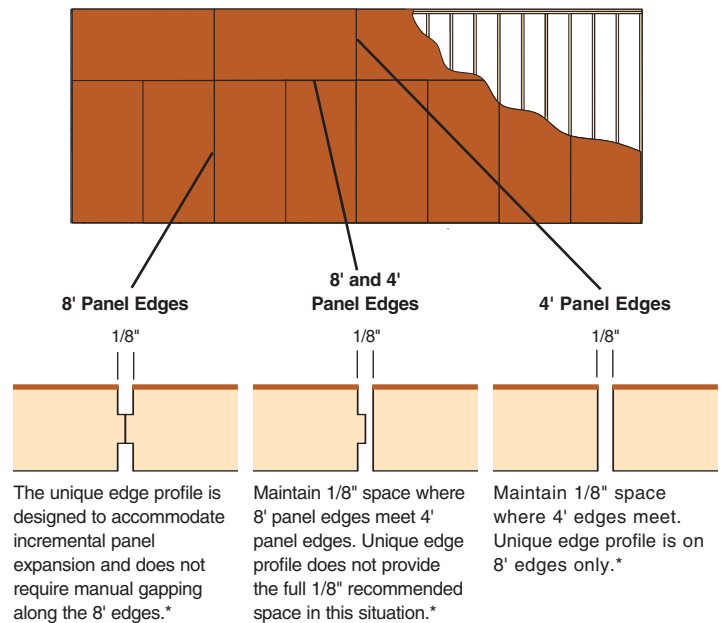 8' Panel Edges
8' and 4'
Panel Edges
4' Panel Edges
1/8"
1/8"
1/8"
The unique edge profile is
designed to accommodate
incremental panel
expansion and does not
require manual gapping
along the 8' edges.*
Maintain 1/8" space where
8' panel edges meet 4'
panel edges. Unique edge
profile does not provide
the full 1/8" recommended
space in this situation.*
Maintain 1/8" space
where 4' edges meet.
Unique edge profile is on
8' edges only.*